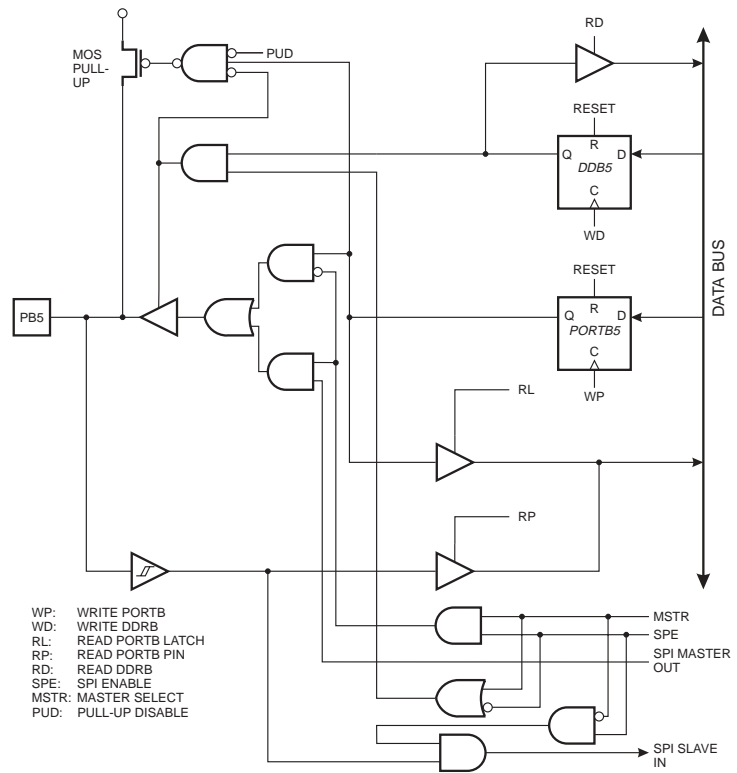 RD
MOS
PULL-
UP
PUD
RESET
R
Q
D
DDB5
C
WD
RESET
R
Q
D
PORTB5
C
WP
DATA BUS
PB5
RL
RP
MSTR
SPE
SPI MASTER
OUT
SPI SLAVE
IN
WP: WRITE PORTB
WD: WRITE DDRB
RL: READ PORTB LATCH
RP: READ PORTB PIN
RD: READ DDRB
SPE: SPI ENABLE
MSTR: MASTER SELECT
PUD: PULL-UP DISABLE